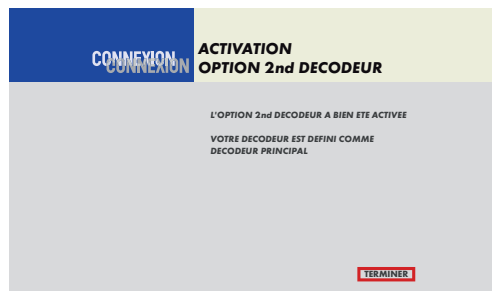 CONNEXION
CONNEXION
ACTIVATION
OPTION 2nd DECODEUR
L'OPTION 2nd DECODEUR A BIEN ETE ACTIVEE
VOTRE DECODEUR EST DEFINI COMME
DECODEUR PRINCIPAL
TERMINER